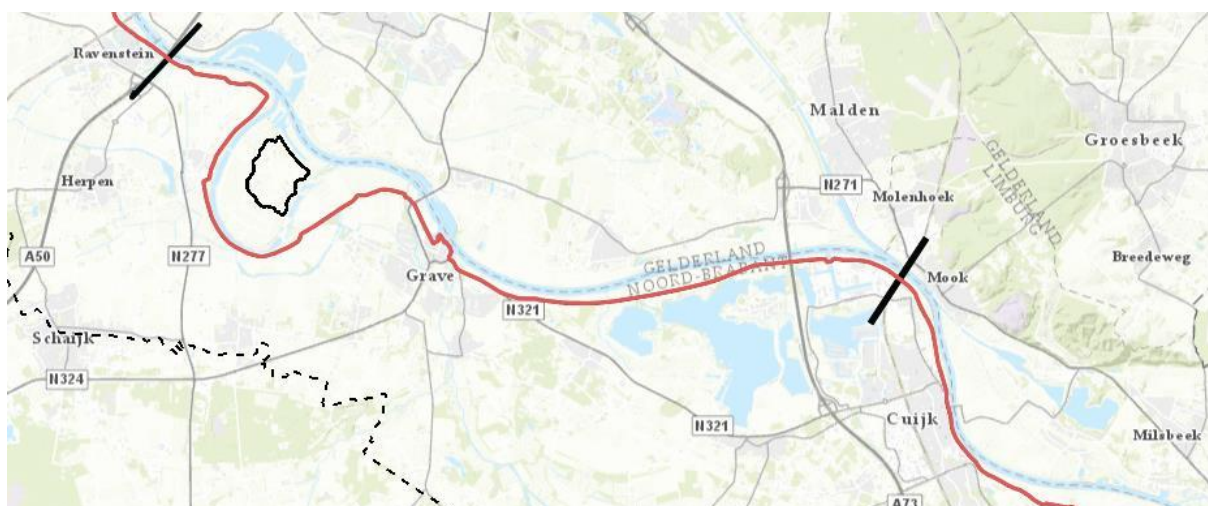 Ravenstein
Malden
Groesbeek
Herpen
N271
Molenhoek
GELDERLAND
LIMBURG
A50
N277
Grave
GELDERLAND
NOORD-BRABANT
Mook
Breedeweg
N321
Schaijk
N324
N321
Cuijk
Milsbeek
A73